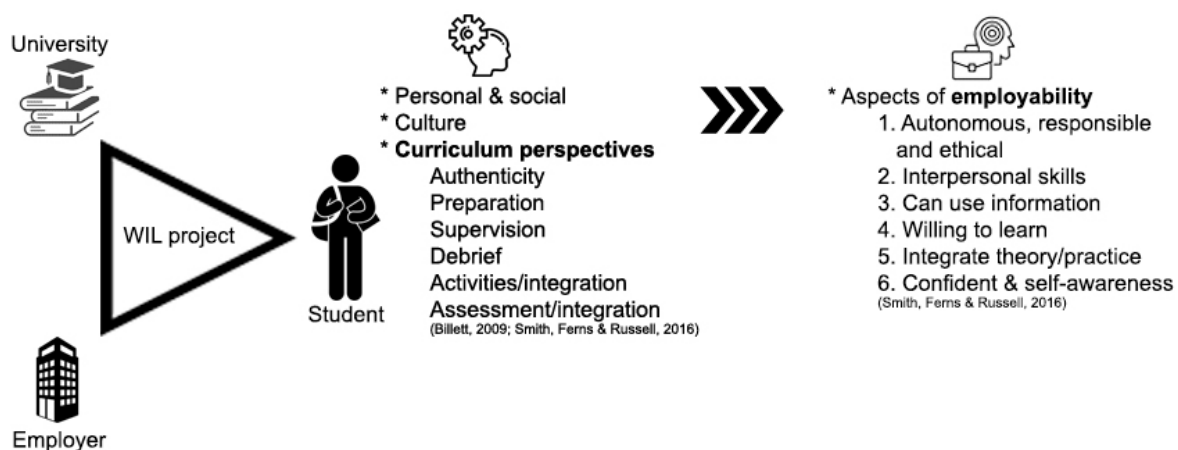 University
WIL project
Employer
Student
* Personal & social
* Culture
* Curriculum perspectives
Authenticity
Preparation
Supervision
Debrief
Activities/integration
Assessment/integration
(Billett, 2009; Smith, Ferns & Russell, 2016)
* Aspects of employability
1. Autonomous, responsible
and ethical
2. Interpersonal skills
3. Can use information
4. Willing to learn
5. Integrate theory/practice
6. Confident & self-awareness
(Smith, Ferns & Russell, 2016)